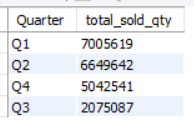 Quarter total_sold_qty
Q1 7005619
Q2 6649642
Q4 5042541
Q3 2075087